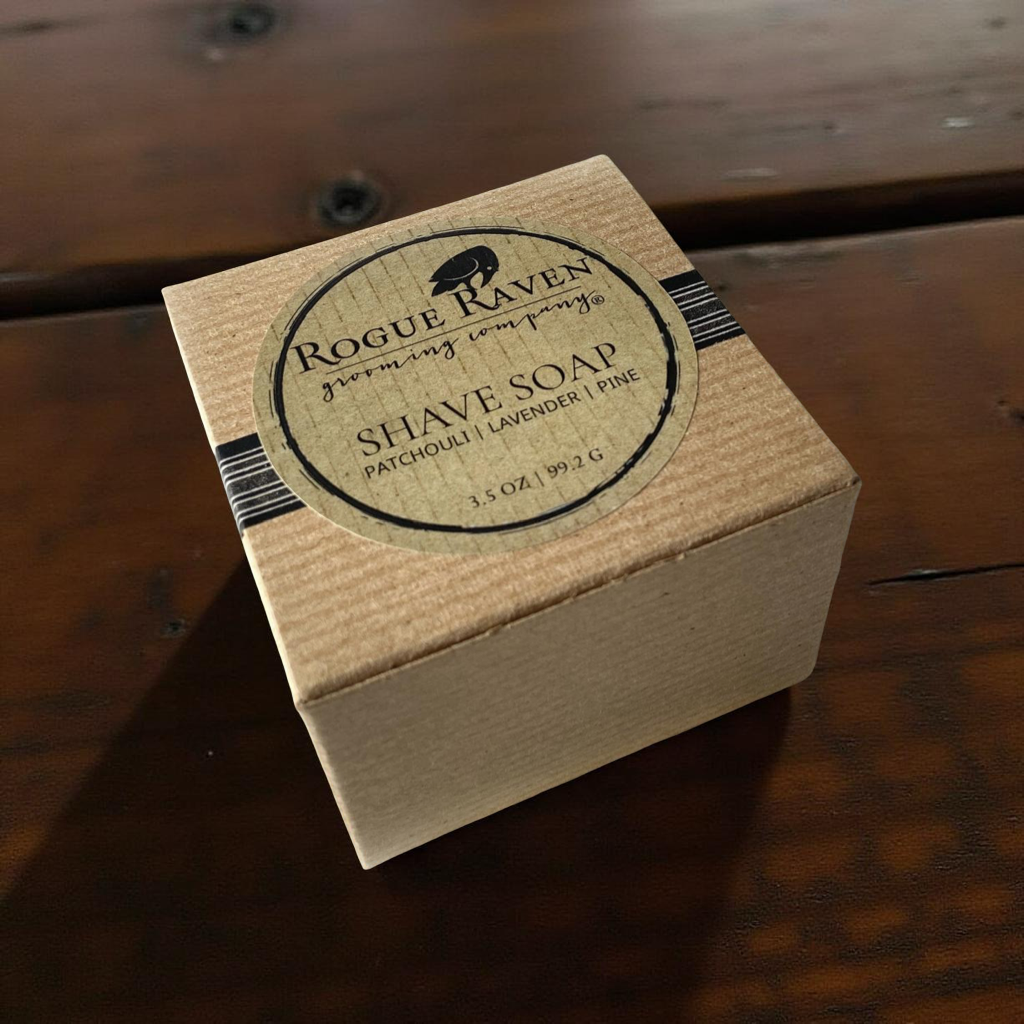 ROGUE RAVEN
grooming company®
SHAVE SOAP
PATCHOULI | LAVENDER | PINE
3.5 OZ | 99.2 G